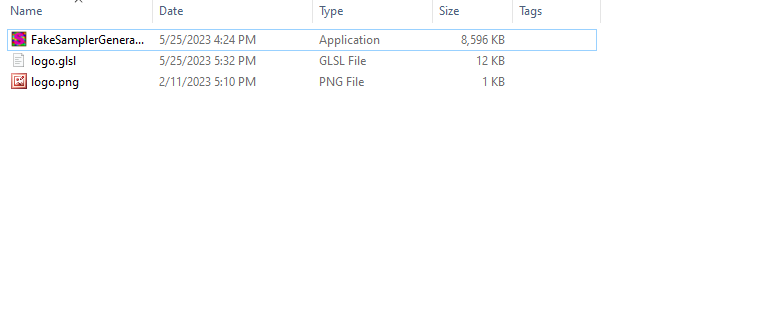 Name Date Type Size Tags
FakeSamplerGenera... 5/25/2023 4:24 PM Application 8,596 KB
logo.glsl 5/25/2023 5:32 PM GLSL File 12 KB
logo.png 2/11/2023 5:10 PM PNG File 1 KB